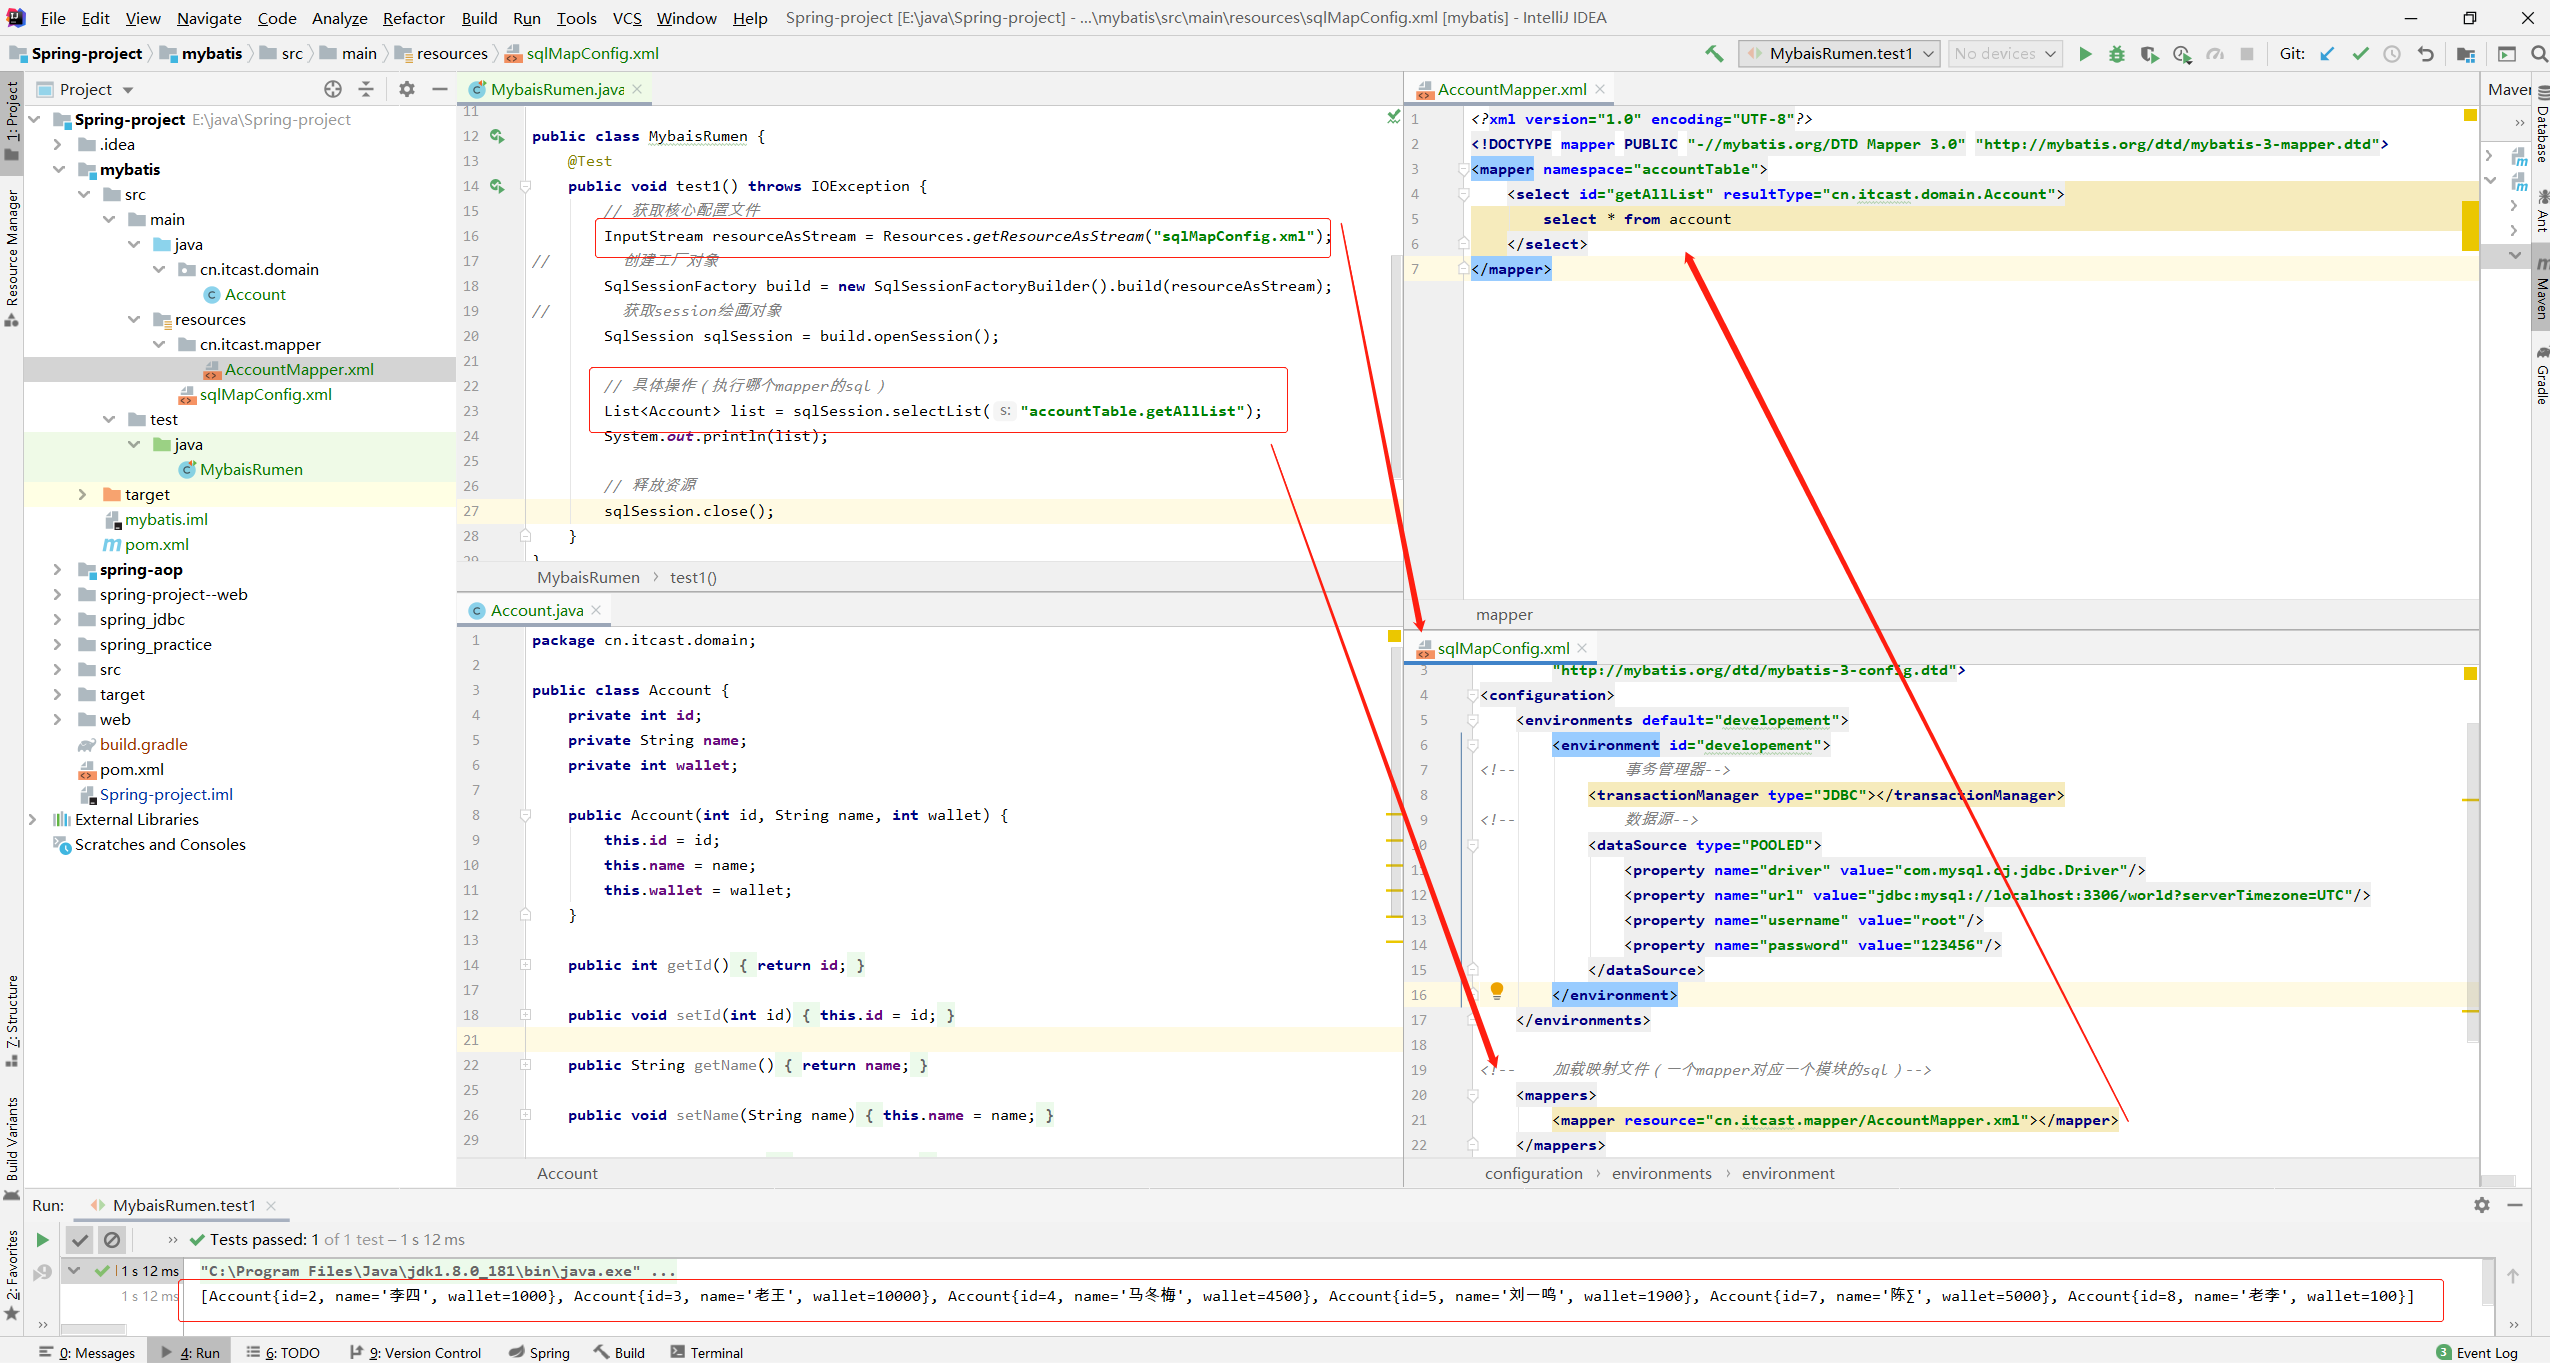 File Edit View Navigate Code Analyze Refactor Build Run Tools VCS Window Help Spring-project [E:\java\Spring-project] - ...\mybatis\src\main\resources\sqlMapConfig.xml [mybatis] - IntelliJ IDEA
Spring-project mybatis src main resources sqlMapConfig.xml MybaisRumen.test1 No devices Git:
1: Project
Resource Manager
7: Structure
Build Variants
2: Favorites
Project
Spring-project E:\java\Spring-project
.idea
mybatis
src
main
java
cn.itcast.domain
Account
resources
cn.itcast.mapper
AccountMapper.xml
sqlMapConfig.xml
test
java
MybaisRumen
target
mybatis.iml
pom.xml
spring-aop
spring-project--web
spring_jdbc
spring_practice
src
target
web
build.gradle
pom.xml
Spring-project.iml
External Libraries
Scratches and Consoles
MybaisRumen.java
11
12 public class MybaisRumen {
13 @Test
14 public void test1() throws IOException {
15 // 获取核心配置文件
16 InputStream resourceAsStream = Resources.getResourceAsStream("sqlMapConfig.xml");
17 // 创建工厂对象
18 SqlSessionFactory build = new SqlSessionFactoryBuilder().build(resourceAsStream);
19 // 获取session绘画对象
20 SqlSession sqlSession = build.openSession();
21
22 // 具体操作（执行哪个mapper的sql）
23 List<Account> list = sqlSession.selectList( s: "accountTable.getAllList");
24 System.out.println(list);
25
26 // 释放资源
27 sqlSession.close();
28 }
29 }
MybaisRumen test1()
Account.java
1 package cn.itcast.domain;
2
3 public class Account {
4 private int id;
5 private String name;
6 private int wallet;
7
8 public Account(int id, String name, int wallet) {
9 this.id = id;
10 this.name = name;
11 this.wallet = wallet;
12 }
13
14 public int getId() { return id; }
17
18 public void setId(int id) { this.id = id; }
21
22 public String getName() { return name; }
25
26 public void setName(String name) { this.name = name; }
29
Account
AccountMapper.xml
1 <?xml version="1.0" encoding="UTF-8"?>
2 <!DOCTYPE mapper PUBLIC "-//mybatis.org/DTD Mapper 3.0" "http://mybatis.org/dtd/mybatis-3-mapper.dtd">
3 <mapper namespace="accountTable">
4 <select id="getAllList" resultType="cn.itcast.domain.Account">
5 select * from account
6 </select>
7 </mapper>
mapper
sqlMapConfig.xml
3 "http://mybatis.org/dtd/mybatis-3-config.dtd">
4 <configuration>
5 <environments default="developement">
6 <environment id="developement">
7 <!-- 事务管理器-->
8 <transactionManager type="JDBC"></transactionManager>
9 <!-- 数据源-->
10 <dataSource type="POOLED">
11 <property name="driver" value="com.mysql.cj.jdbc.Driver"/>
12 <property name="url" value="jdbc:mysql://localhost:3306/world?serverTimezone=UTC"/>
13 <property name="username" value="root"/>
14 <property name="password" value="123456"/>
15 </dataSource>
16 </environment>
17 </environments>
18
19 <!-- 加载映射文件（一个mapper对应一个模块的sql）-->
20 <mappers>
21 <mapper resource="cn.itcast.mapper/AccountMapper.xml"></mapper>
22 </mappers>
configuration environments environment
Maven
Database
Ant
Maven
Gradle
Run: MybaisRumen.test1
Tests passed: 1 of 1 test – 1 s 12 ms
1 s 12 ms "C:\Program Files\Java\jdk1.8.0_181\bin\java.exe" ...
1 s 12 ms [Account{id=2, name='李四', wallet=1000}, Account{id=3, name='老王', wallet=10000}, Account{id=4, name='马冬梅', wallet=4500}, Account{id=5, name='刘一鸣', wallet=1900}, Account{id=7, name='陈∑', wallet=5000}, Account{id=8, name='老李', wallet=100}]
0: Messages 4: Run 6: TODO 9: Version Control Spring Build Terminal 3 Event Log